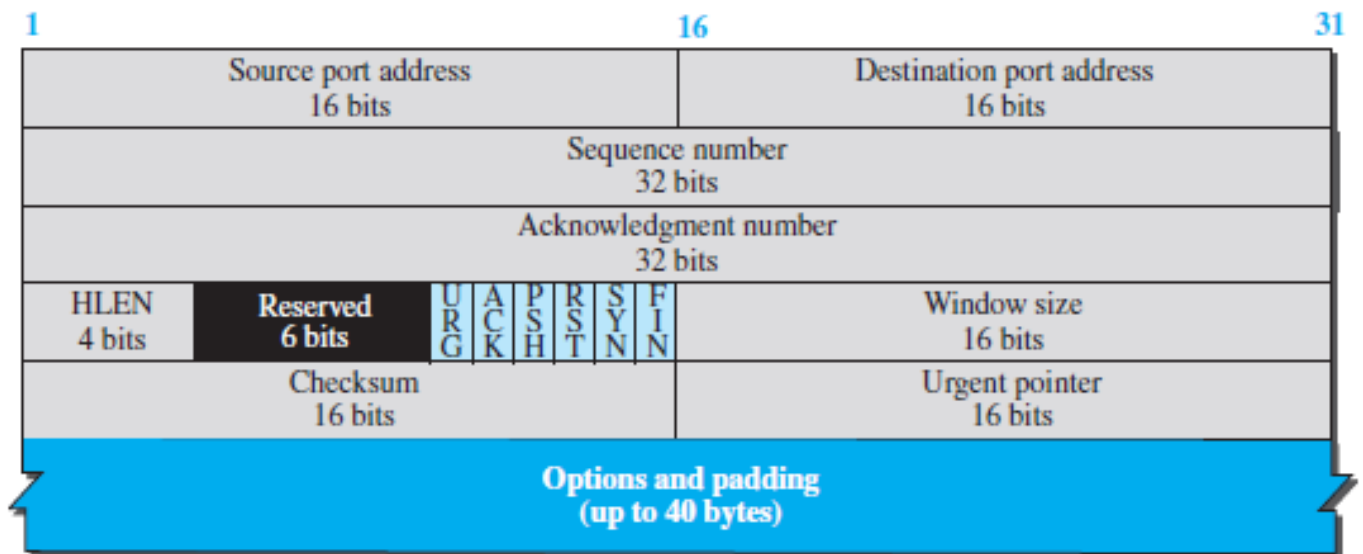 1 16 31
Source port address Destination port address
16 bits 16 bits
Sequence number
32 bits
Acknowledgment number
32 bits
HLEN Reserved URG ACK PSH RST SYN FIN Window size
4 bits 6 bits 16 bits
Checksum Urgent pointer
16 bits 16 bits
Options and padding
(up to 40 bytes)